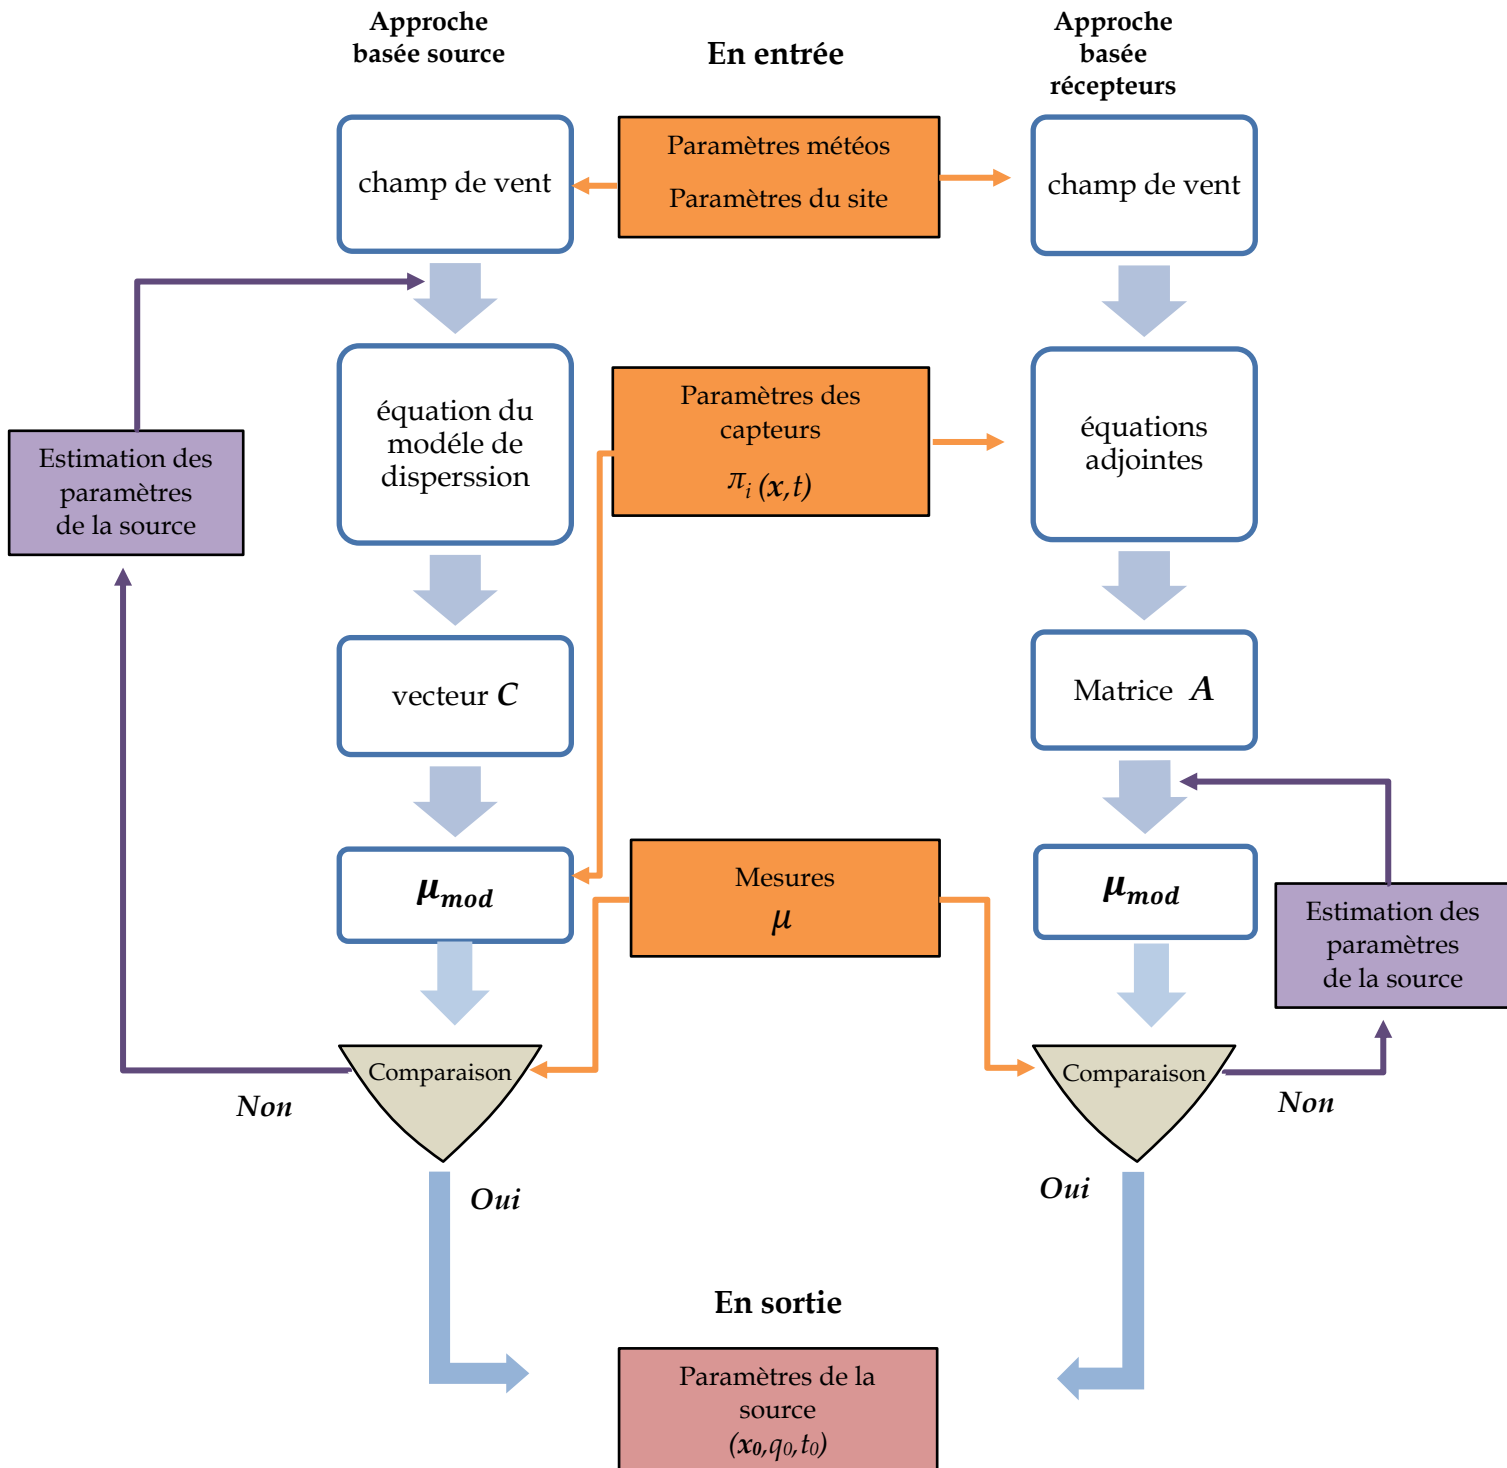 Approche
basée source
En entrée
Approche
basée
récepteurs
champ de vent
Paramètres météos
Paramètres du site
champ de vent
équation du
modéle de
disperssion
Paramètres des
capteurs
π_i (x,t)
équations
adjointes
Estimation des
paramètres
de la source
vecteur C
Matrice A
μ_mod
Mesures
μ
μ_mod
Estimation des
paramètres
de la source
Comparaison
Non
Oui
Comparaison
Non
Oui
En sortie
Paramètres de la
source
(x₀,q₀,t₀)